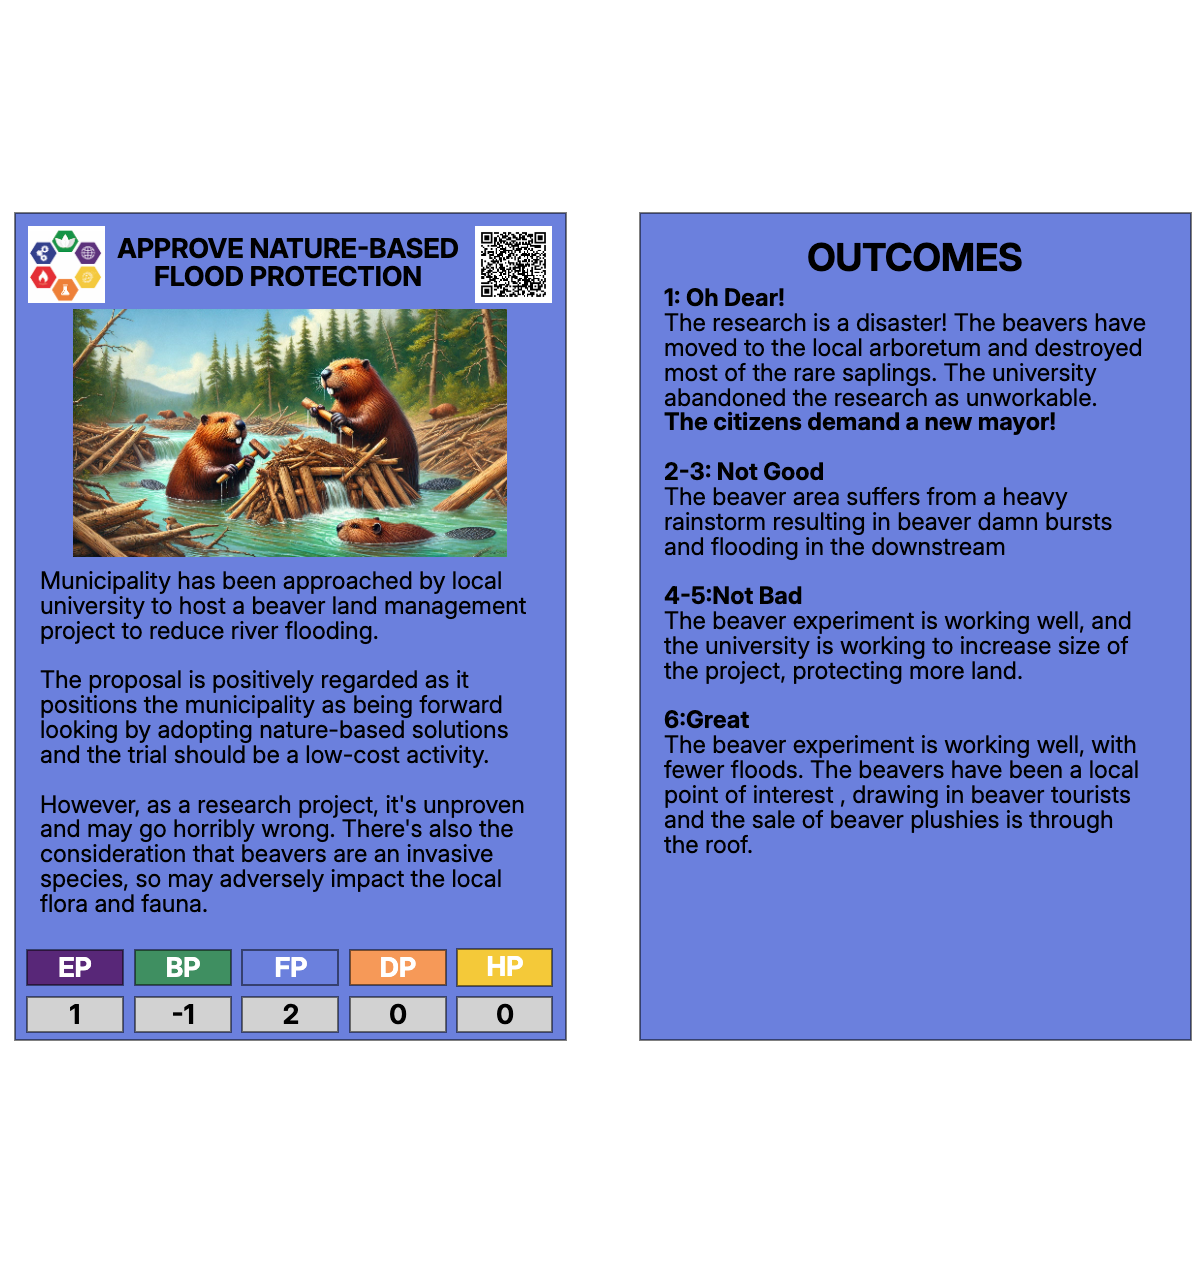 APPROVE NATURE-BASED
FLOOD PROTECTION
Municipality has been approached by local
university to host a beaver land management
project to reduce river flooding.
The proposal is positively regarded as it
positions the municipality as being forward
looking by adopting nature-based solutions
and the trial should be a low-cost activity.
However, as a research project, it's unproven
and may go horribly wrong. There's also the
consideration that beavers are an invasive
species, so may adversely impact the local
flora and fauna.
EP BP FP DP HP
1 -1 2 0 0
OUTCOMES
1: Oh Dear!
The research is a disaster! The beavers have
moved to the local arboretum and destroyed
most of the rare saplings. The university
abandoned the research as unworkable.
The citizens demand a new mayor!
2-3: Not Good
The beaver area suffers from a heavy
rainstorm resulting in beaver damn bursts
and flooding in the downstream
4-5:Not Bad
The beaver experiment is working well, and
the university is working to increase size of
the project, protecting more land.
6:Great
The beaver experiment is working well, with
fewer floods. The beavers have been a local
point of interest , drawing in beaver tourists
and the sale of beaver plushies is through
the roof.